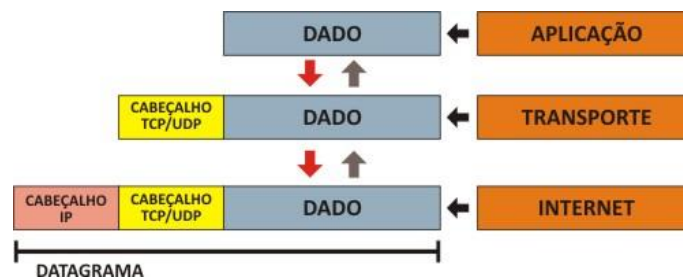 DADO
APLICAÇÃO
CABEÇALHO
TCP/UDP
DADO
TRANSPORTE
CABEÇALHO
IP
CABEÇALHO
TCP/UDP
DADO
INTERNET
DATAGRAMA